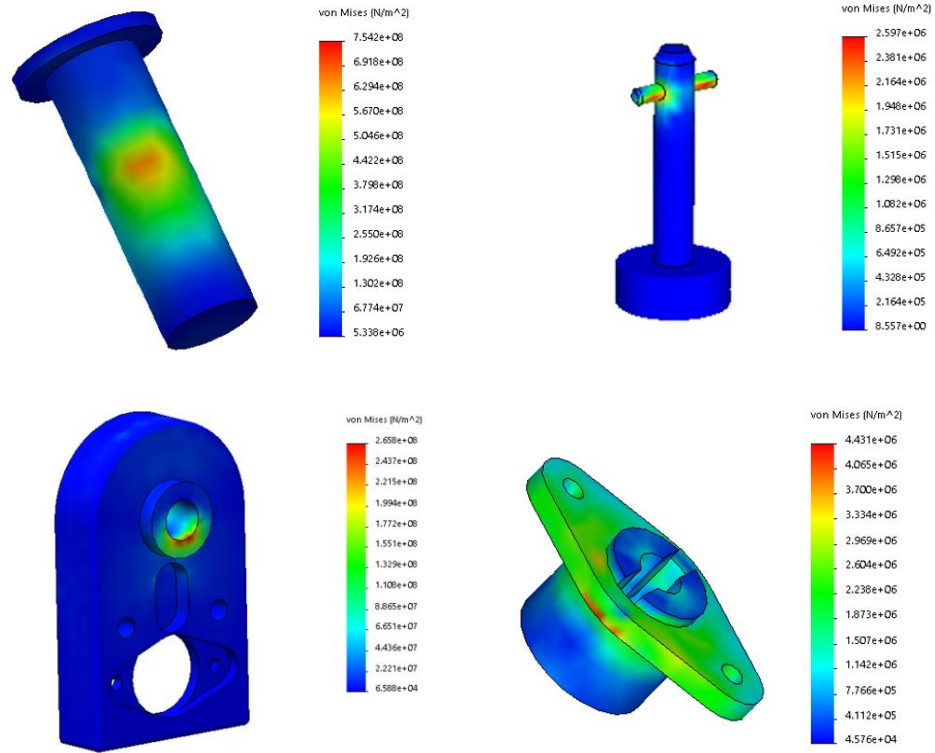 von Mises (N/m^2)
7.542e+08
6.918e+08
6.294e+08
5.670e+08
5.046e+08
4.422e+08
3.798e+08
3.174e+08
2.550e+08
1.926e+08
1.302e+08
6.774e+07
5.338e+06
von Mises (N/m^2)
2.597e+06
2.381e+06
2.164e+06
1.948e+06
1.731e+06
1.515e+06
1.298e+06
1.082e+06
8.657e+05
6.492e+05
4.328e+05
2.164e+05
8.557e+00
von Mises (N/m^2)
2.658e+08
2.437e+08
2.215e+08
1.994e+08
1.772e+08
1.551e+08
1.329e+08
1.108e+08
8.865e+07
6.651e+07
4.436e+07
2.221e+07
6.588e+04
von Mises (N/m^2)
4.431e+06
4.065e+06
3.700e+06
3.334e+06
2.969e+06
2.604e+06
2.238e+06
1.873e+06
1.507e+06
1.142e+06
7.766e+05
4.112e+05
4.576e+04